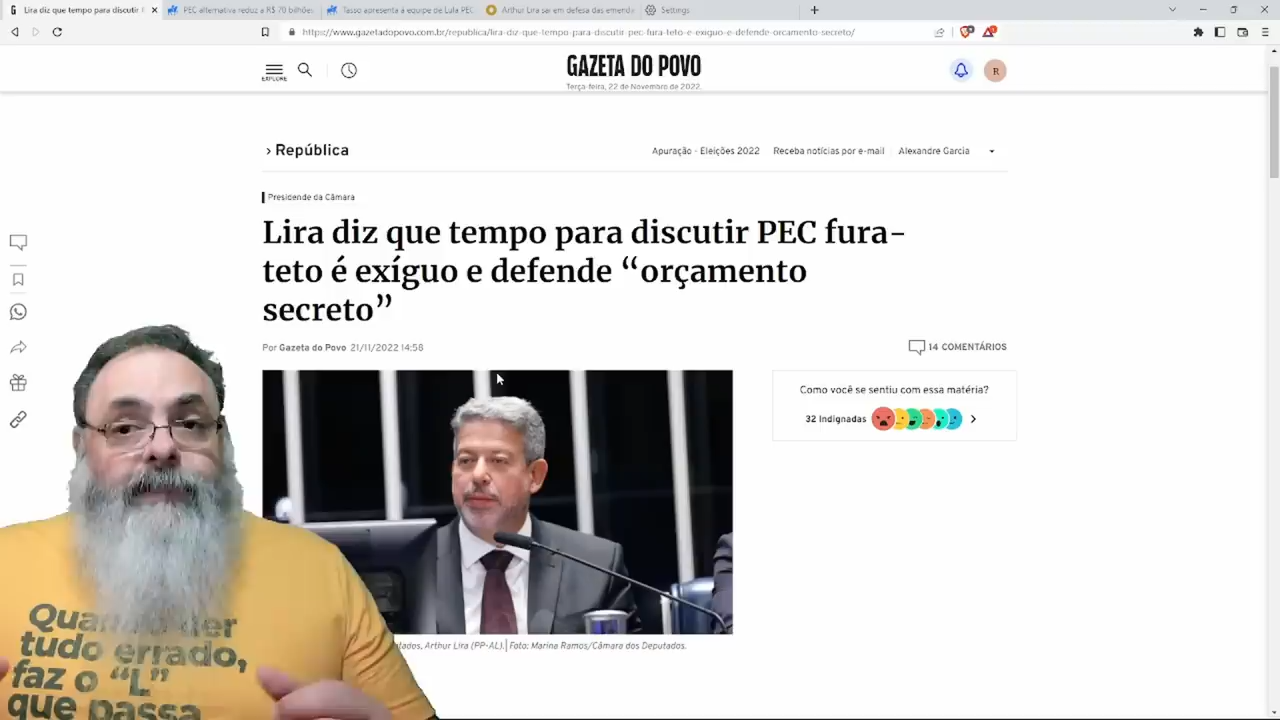 Lira diz que tempo para discutir F
PEC alternativa reduz a R$ 70 bilhões
Tasso apresenta à equipe de Lula PEC
Arthur Lira sai em defesa das emenda
Settings
https://www.gazetadopovo.com.br/republica/lira-diz-que-tempo-para-discutir-pec-fura-teto-e-exiguo-e-defende-orcamento-secreto/
EXPLORE
GAZETA DO POVO
Terça-feira, 22 de Novembro de 2022.
R
República
Apuração - Eleições 2022
Receba notícias por e-mail
Alexandre Garcia
Presidende da Câmara
Lira diz que tempo para discutir PEC fura-
teto é exíguo e defende “orçamento
secreto”
Por Gazeta do Povo 21/11/2022 14:58
14 COMENTÁRIOS
Como você se sentiu com essa matéria?
32 Indignadas
tados, Arthur Lira (PP-AL).| Foto: Marina Ramos/Câmara dos Deputados.
der
tudo errado,
faz o “L”
que passa